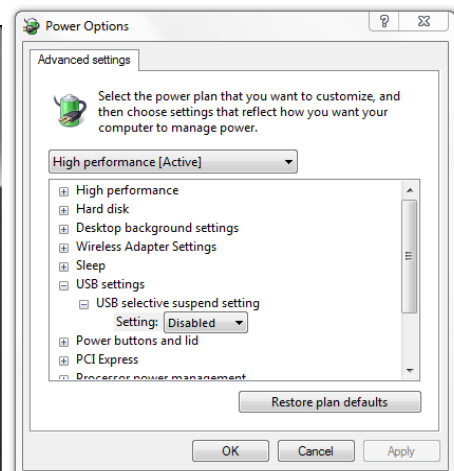 Power Options
Advanced settings
Select the power plan that you want to customize, and
then choose settings that reflect how you want your
computer to manage power.
High performance [Active]
High performance
Hard disk
Desktop background settings
Wireless Adapter Settings
Sleep
USB settings
USB selective suspend setting
Setting: Disabled
Power buttons and lid
PCI Express
Processor power management
Restore plan defaults
OK Cancel Apply